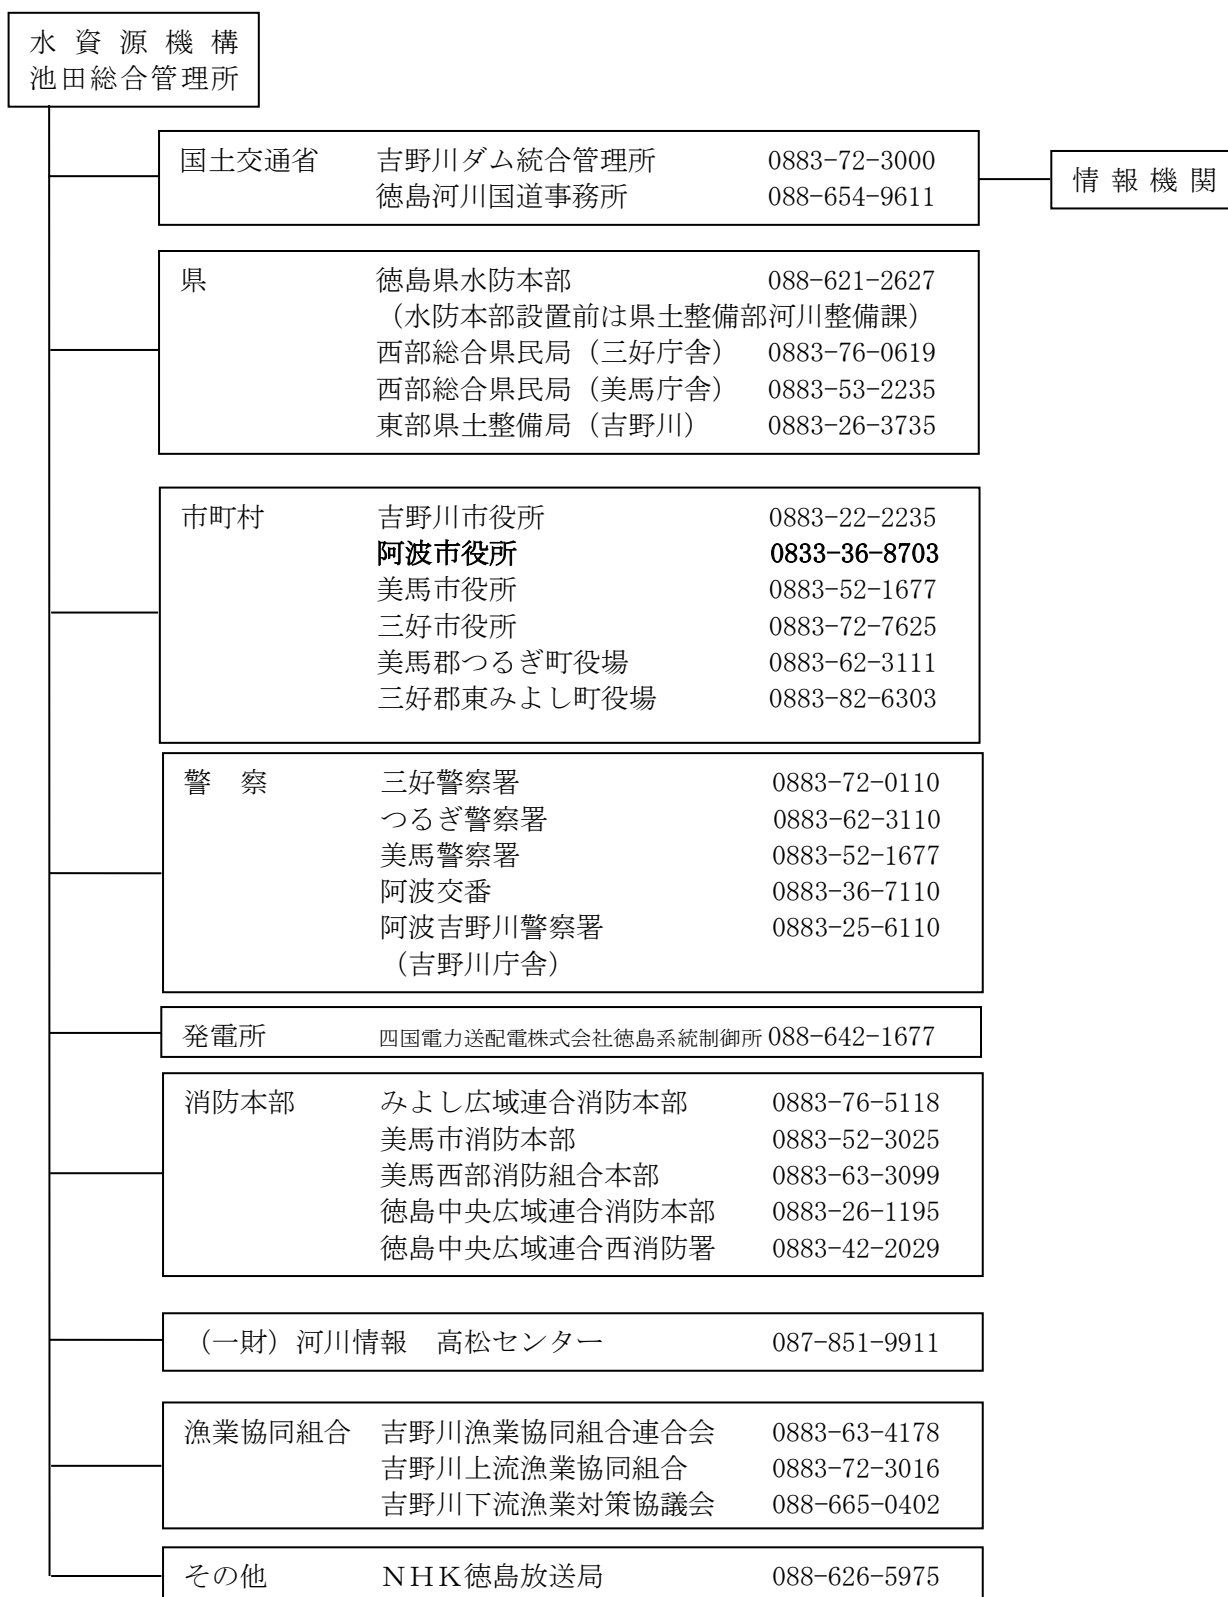 水資源機構
池田総合管理所
国土交通省 吉野川ダム統合管理所 0883-72-3000
徳島河川国道事務所 088-654-9611
情報機関
県 徳島県水防本部 088-621-2627
（水防本部設置前は県土整備部河川整備課）
西部総合県民局（三好庁舎） 0883-76-0619
西部総合県民局（美馬庁舎） 0883-53-2235
東部県土整備局（吉野川） 0883-26-3735
市町村 吉野川市役所 0883-22-2235
阿波市役所 0833-36-8703
美馬市役所 0883-52-1677
三好市役所 0883-72-7625
美馬郡つるぎ町役場 0883-62-3111
三好郡東みよし町役場 0883-82-6303
警　察 三好警察署 0883-72-0110
つるぎ警察署 0883-62-3110
美馬警察署 0883-52-1677
阿波交番 0883-36-7110
阿波吉野川警察署 0883-25-6110
（吉野川庁舎）
発電所 四国電力送配電株式会社徳島系統制御所 088-642-1677
消防本部 みよし広域連合消防本部 0883-76-5118
美馬市消防本部 0883-52-3025
美馬西部消防組合本部 0883-63-3099
徳島中央広域連合消防本部 0883-26-1195
徳島中央広域連合西消防署 0883-42-2029
（一財）河川情報　高松センター 087-851-9911
漁業協同組合 吉野川漁業協同組合連合会 0883-63-4178
吉野川上流漁業協同組合 0883-72-3016
吉野川下流漁業対策協議会 088-665-0402
その他 ＮＨＫ徳島放送局 088-626-5975